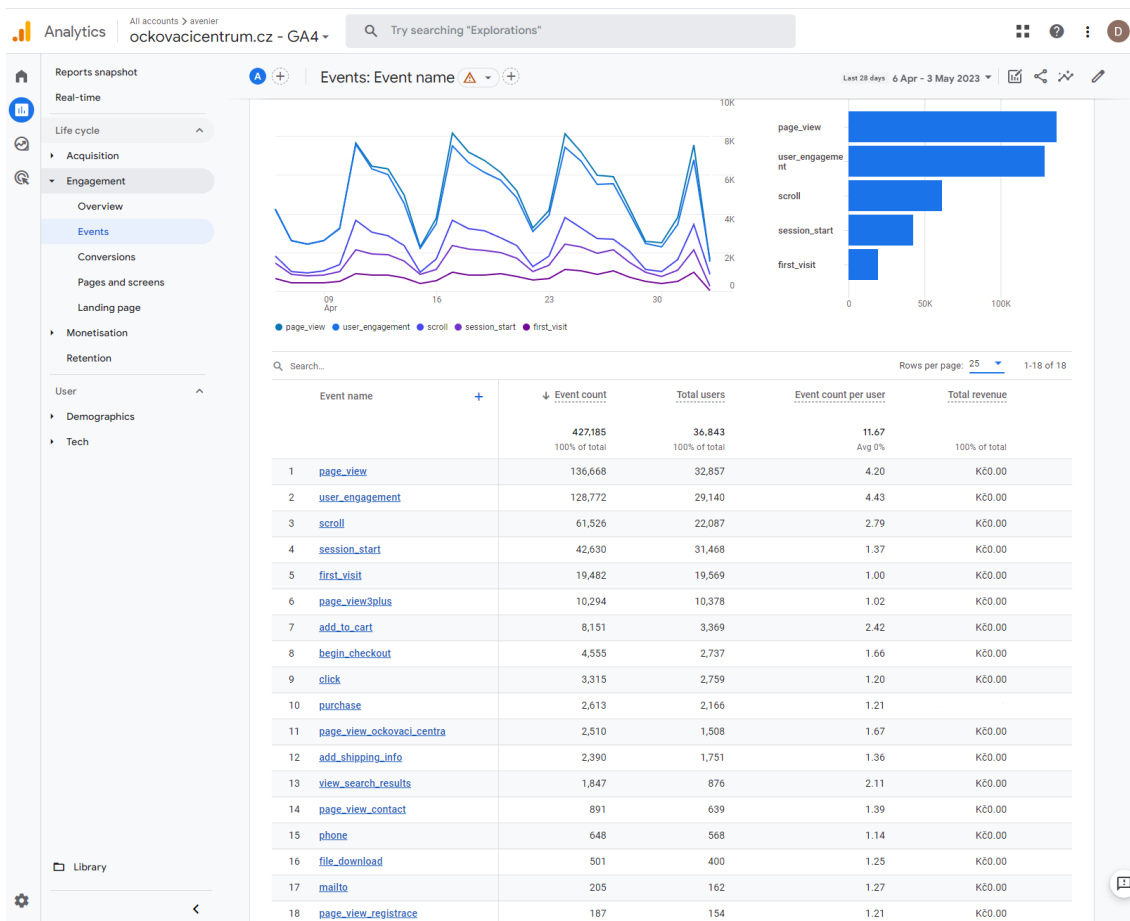 Analytics
All accounts > avenier
ockovacicentrum.cz - GA4
Try searching "Explorations"
D
Reports snapshot
Real-time
Life cycle
Acquisition
Engagement
Overview
Events
Conversions
Pages and screens
Landing page
Monetisation
Retention
User
Demographics
Tech
Library
A
Events: Event name
Last 28 days 6 Apr - 3 May 2023
10K
8K
6K
4K
2K
0
09
Apr
16
23
30
page_view user_engagement scroll session_start first_visit
page_view
user_engageme
nt
scroll
session_start
first_visit
0 50K 100K
Search...
Rows per page: 25 1-18 of 18
Event name + Event count Total users Event count per user Total revenue
427,185 36,843 11.67
100% of total 100% of total Avg 0% 100% of total
1 page_view 136,668 32,857 4.20 Kč0.00
2 user_engagement 128,772 29,140 4.43 Kč0.00
3 scroll 61,526 22,087 2.79 Kč0.00
4 session_start 42,630 31,468 1.37 Kč0.00
5 first_visit 19,482 19,569 1.00 Kč0.00
6 page_view3plus 10,294 10,378 1.02 Kč0.00
7 add_to_cart 8,151 3,369 2.42 Kč0.00
8 begin_checkout 4,555 2,737 1.66 Kč0.00
9 click 3,315 2,759 1.20 Kč0.00
10 purchase 2,613 2,166 1.21
11 page_view_ockovaci_centra 2,510 1,508 1.67 Kč0.00
12 add_shipping_info 2,390 1,751 1.36 Kč0.00
13 view_search_results 1,847 876 2.11 Kč0.00
14 page_view_contact 891 639 1.39 Kč0.00
15 phone 648 568 1.14 Kč0.00
16 file_download 501 400 1.25 Kč0.00
17 mailto 205 162 1.27 Kč0.00
18 page_view_registrace 187 154 1.21 Kč0.00